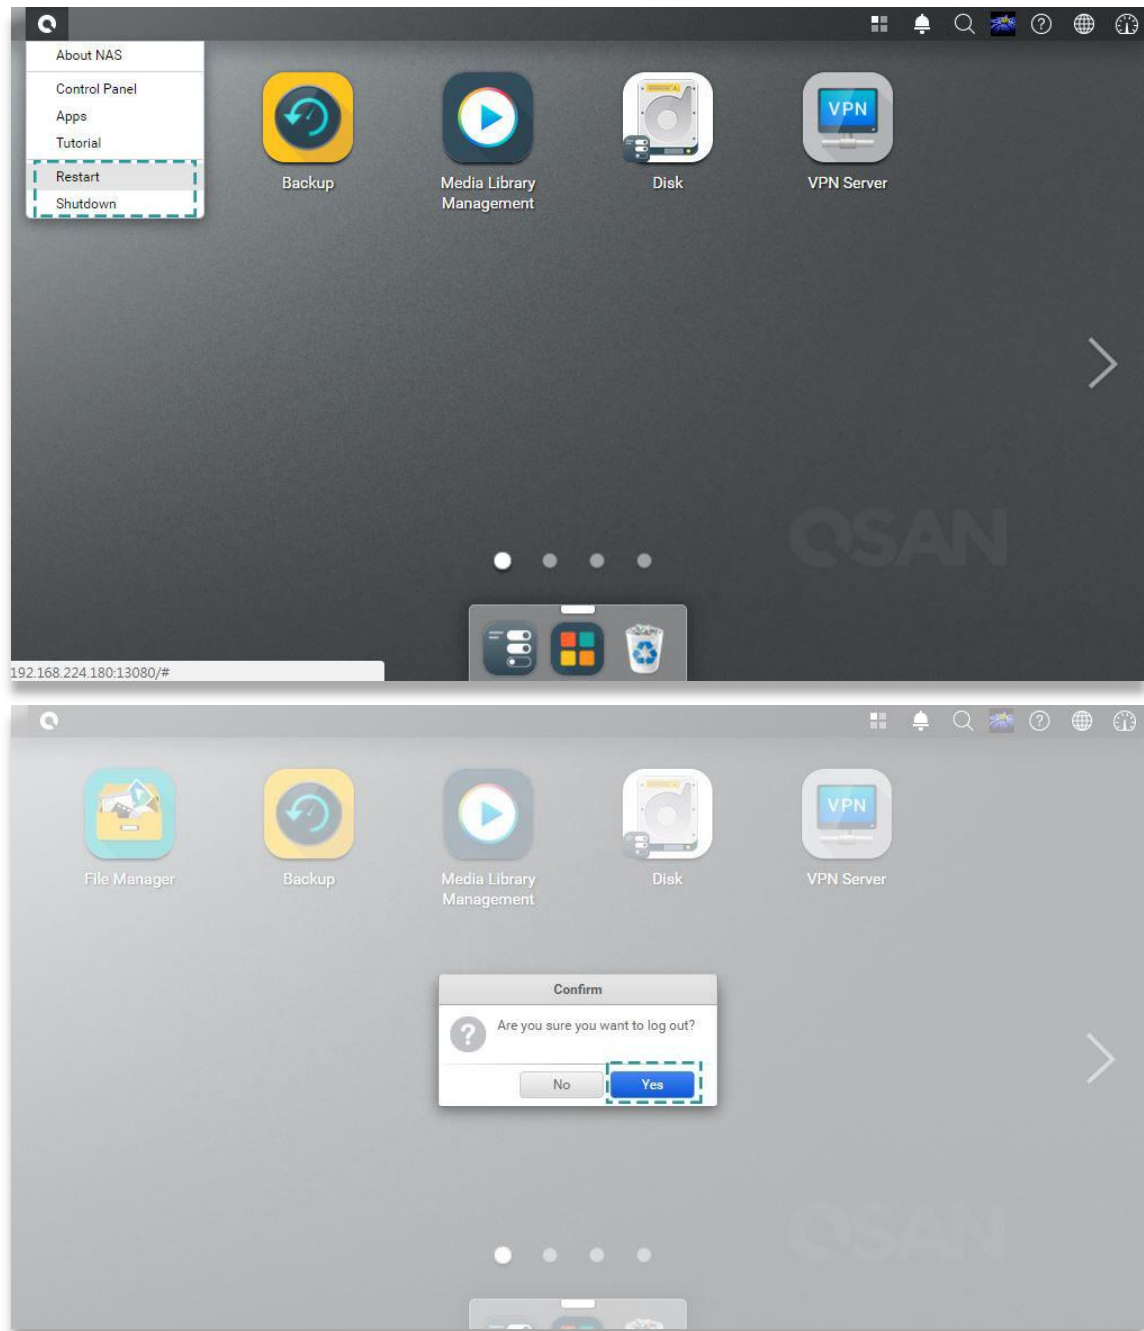 About NAS
Control Panel
Apps
Tutorial
Restart
Shutdown
Backup
Media Library
Management
Disk
VPN
VPN Server
QSAN
192.168.224.180:13080/#
File Manager
Backup
Media Library
Management
Disk
VPN
VPN Server
Confirm
Are you sure you want to log out?
No
Yes
QSAN